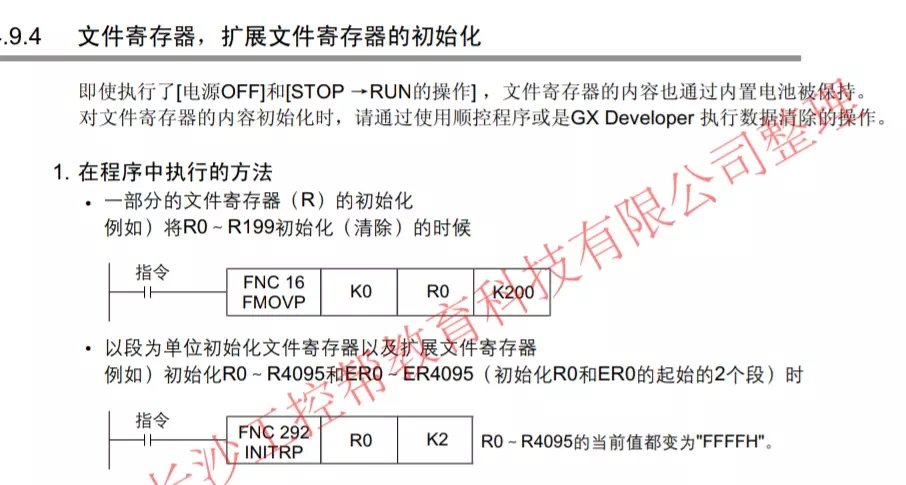 4.9.4 文件寄存器，扩展文件寄存器的初始化
即使执行了[电源OFF]和[STOP →RUN的操作]，文件寄存器的内容也通过内置电池被保持。
对文件寄存器的内容初始化时，请通过使用顺控程序或是GX Developer 执行数据清除的操作。
1. 在程序中执行的方法
• 一部分的文件寄存器（R）的初始化
例如）将R0～R199初始化（清除）的时候
指令
FNC 16 FMOVP K0 R0 K200
• 以段为单位初始化文件寄存器以及扩展文件寄存器
例如）初始化R0～R4095和ER0～ER4095（初始化R0和ER0的起始的2个段）时
指令
FNC 292 INITRP R0 K2 R0～R4095的当前值都变为"FFFFH"。
长沙工控帮教育科技有限公司整理